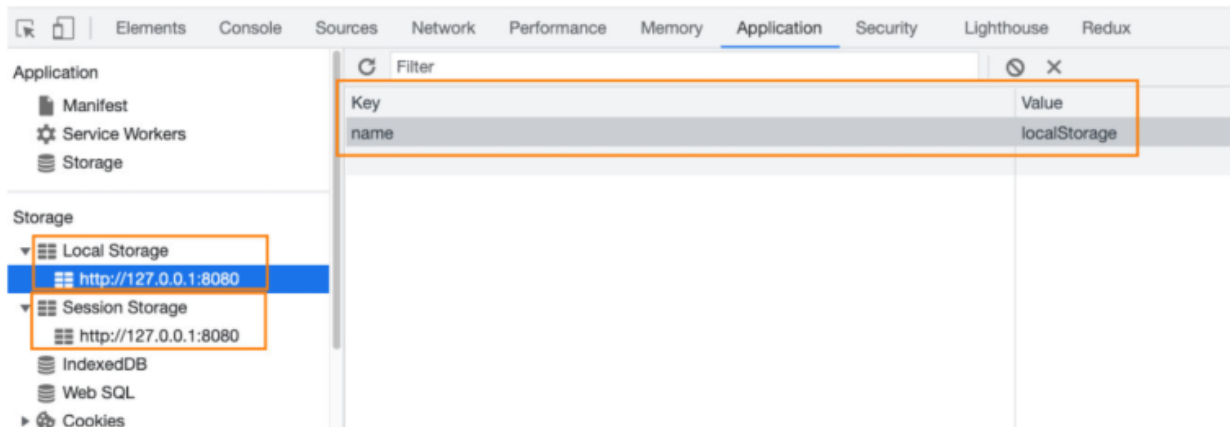 Elements Console Sources Network Performance Memory Application Security Lighthouse Redux
Application
Manifest
Service Workers
Storage
Storage
Local Storage
http://127.0.0.1:8080
Session Storage
http://127.0.0.1:8080
IndexedDB
Web SQL
Cookies
Filter
Key Value
name localStorage